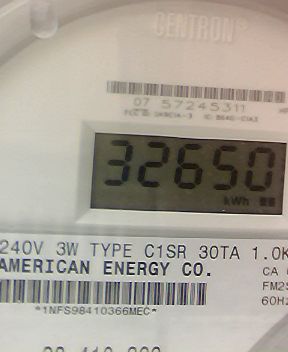 CENTRON®
07 57245311
32650
kWh
240V 3W TYPE C1SR 30TA 1.0K
AMERICAN ENERGY CO.
CA
FM2S
60Hz
*1NFS98410366MEC*